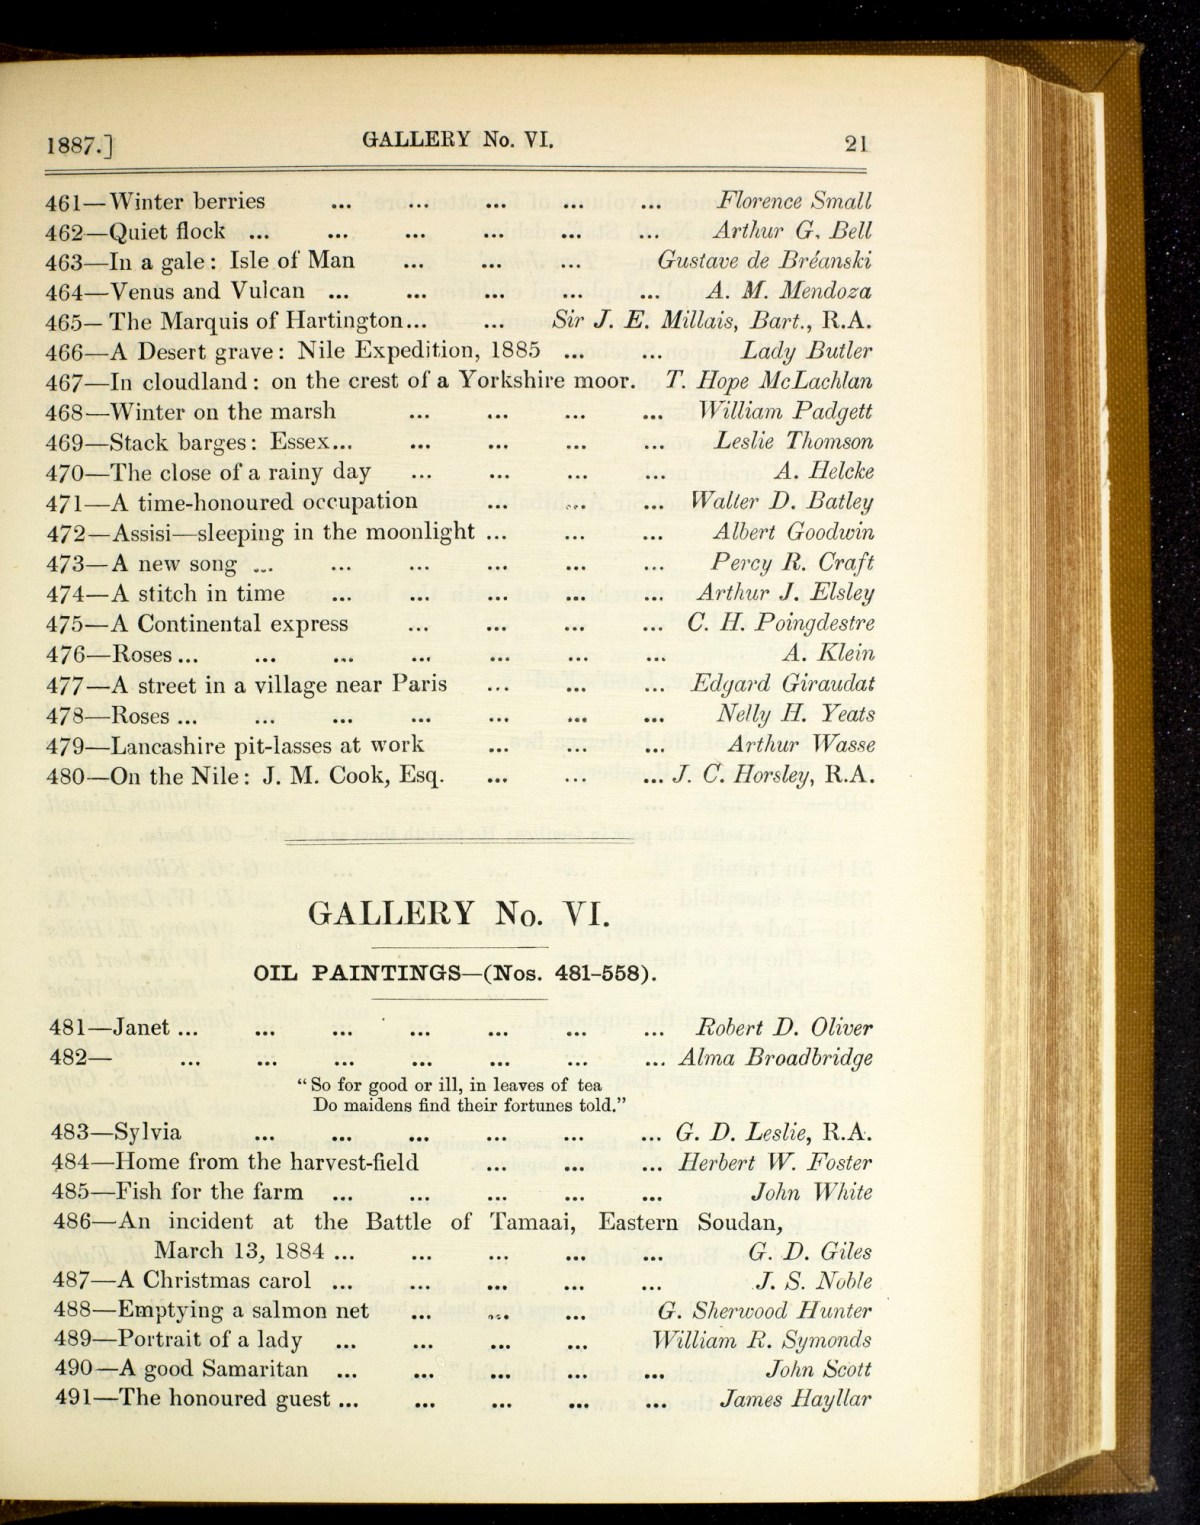 1887.] GALLERY No. VI. 21
461—Winter berries ... ... ... ... ... Florence Small
462—Quiet flock ... ... ... ... ... ... Arthur G. Bell
463—In a gale: Isle of Man ... ... ... Gustave de Bréanski
464—Venus and Vulcan ... ... ... ... ... A. M. Mendoza
465—The Marquis of Hartington... ... Sir J. E. Millais, Bart., R.A.
466—A Desert grave: Nile Expedition, 1885 ... ... Lady Butler
467—In cloudland: on the crest of a Yorkshire moor. T. Hope McLachlan
468—Winter on the marsh ... ... ... ... William Padgett
469—Stack barges: Essex... ... ... ... ... Leslie Thomson
470—The close of a rainy day ... ... ... ... A. Helcke
471—A time-honoured occupation ... ... ... Walter D. Batley
472—Assisi—sleeping in the moonlight ... ... ... Albert Goodwin
473—A new song ... ... ... ... ... ... Percy R. Craft
474—A stitch in time ... ... ... ... ... Arthur J. Elsley
475—A Continental express ... ... ... ... C. H. Poingdestre
476—Roses ... ... ... ... ... ... ... A. Klein
477—A street in a village near Paris ... ... ... Edgard Giraudat
478—Roses ... ... ... ... ... ... ... Nelly H. Yeats
479—Lancashire pit-lasses at work ... ... ... Arthur Wasse
480—On the Nile: J. M. Cook, Esq. ... ... ... J. C. Horsley, R.A.
GALLERY No. VI.
OIL PAINTINGS—(Nos. 481–558).
481—Janet ... ... ... ... ... ... ... Robert D. Oliver
482— ... ... ... ... ... ... ... Alma Broadbridge
"So for good or ill, in leaves of tea
Do maidens find their fortunes told."
483—Sylvia ... ... ... ... ... ... G. D. Leslie, R.A.
484—Home from the harvest-field ... ... ... Herbert W. Foster
485—Fish for the farm ... ... ... ... ... John White
486—An incident at the Battle of Tamaai, Eastern Soudan,
March 13, 1884 ... ... ... ... ... G. D. Giles
487—A Christmas carol ... ... ... ... ... J. S. Noble
488—Emptying a salmon net ... ... ... G. Sherwood Hunter
489—Portrait of a lady ... ... ... ... William R. Symonds
490—A good Samaritan ... ... ... ... ... John Scott
491—The honoured guest ... ... ... ... ... James Hayllar